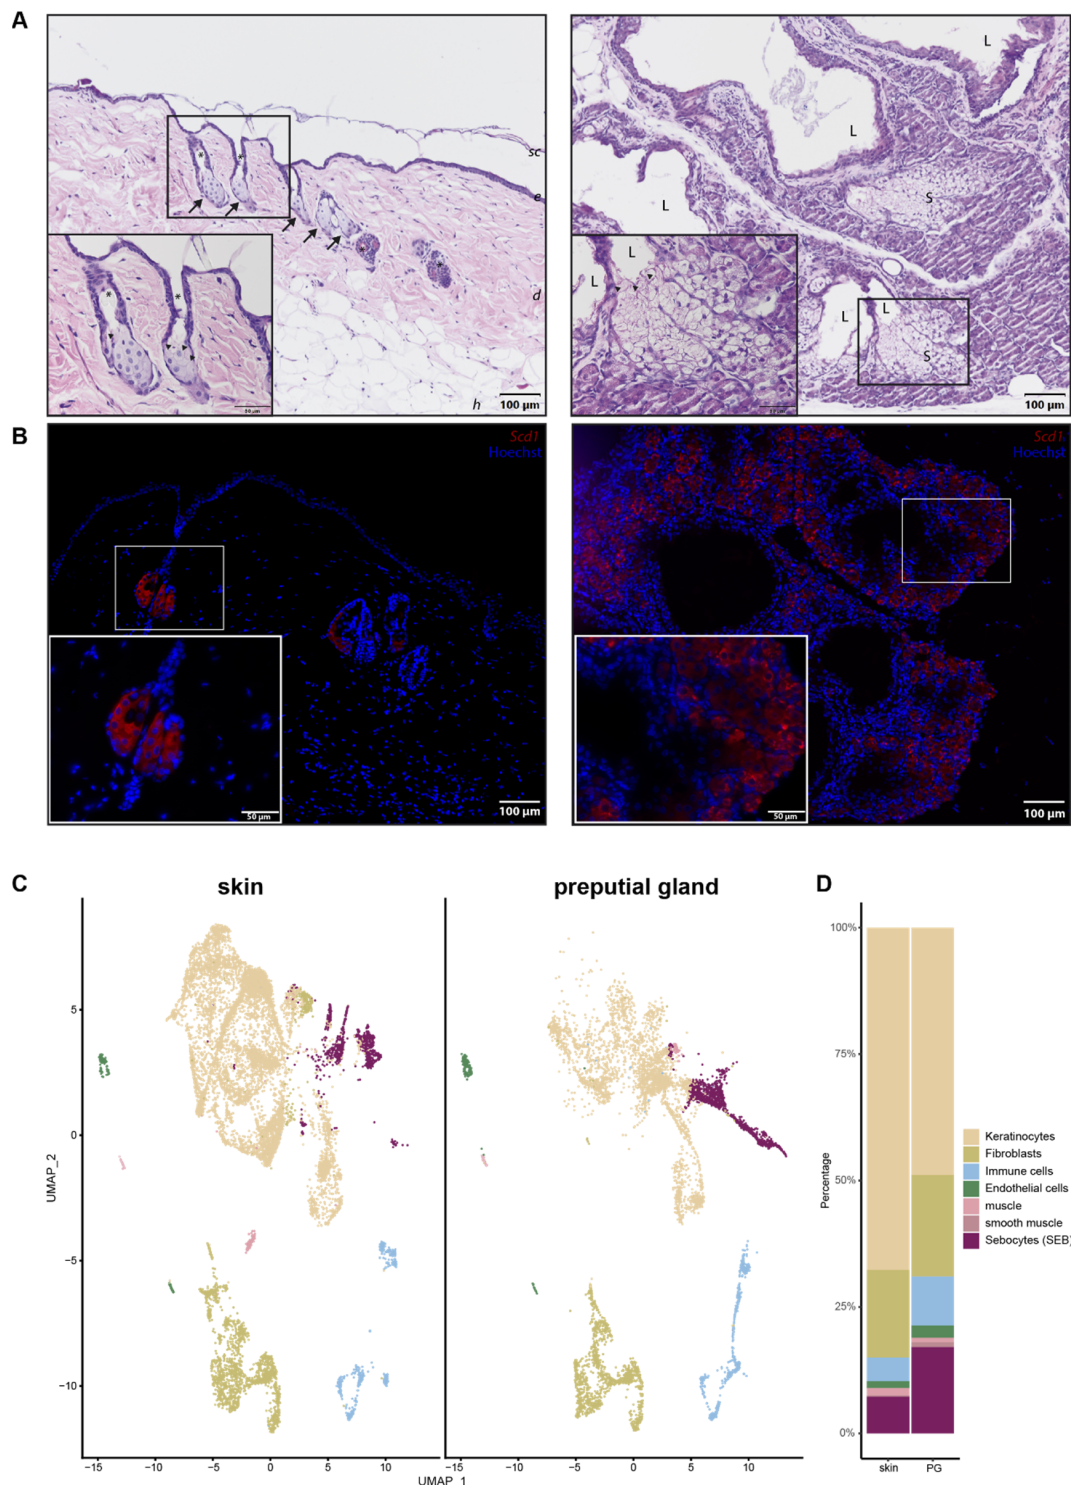 A
sc
e
d
h
*
*
*
*
*
*
100 µm
L
L
L
L
L
S
S
L
L
100 µm
B
Scd1
Hoechst
50 µm
100 µm
Scd1
Hoechst
50 µm
100 µm
C
skin
preputial gland
D
UMAP_2
5
0
−5
−10
−15
−10
−5
0
5
10
−15
−10
−5
0
5
10
UMAP_1
Percentage
100%
75%
50%
25%
0%
skin
PG
Keratinocytes
Fibroblasts
Immune cells
Endothelial cells
muscle
smooth muscle
Sebocytes (SEB)